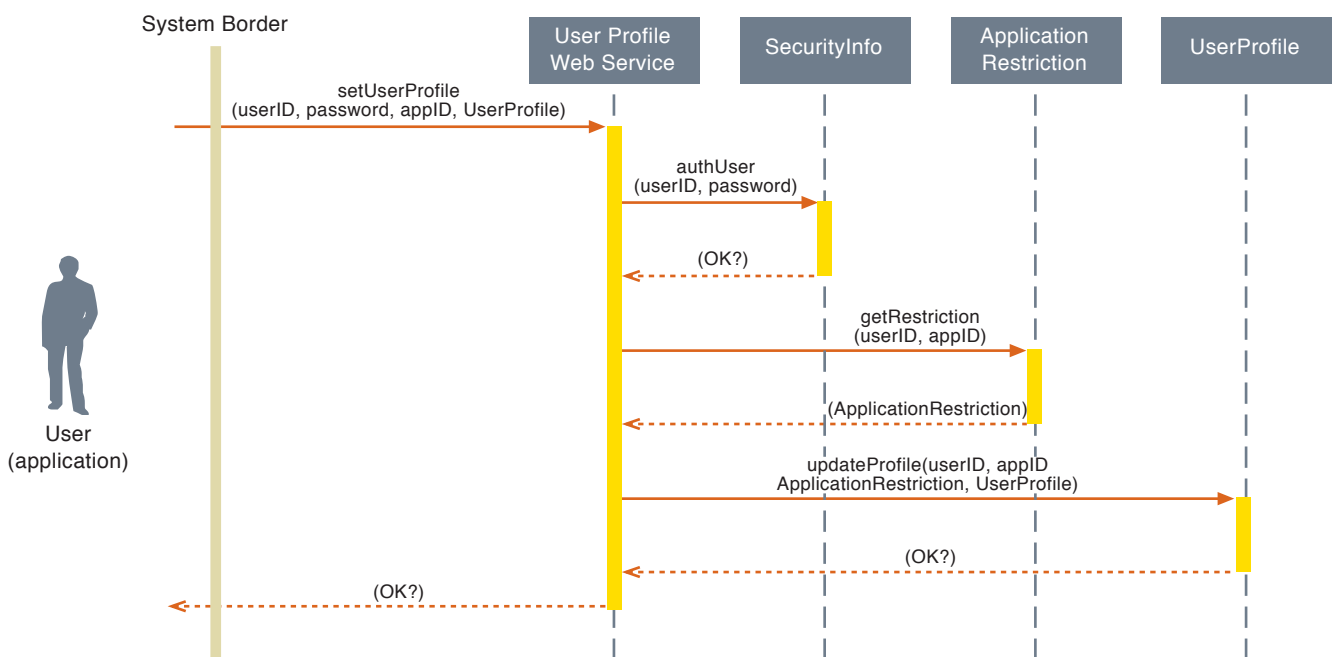 System Border
User Profile
Web Service
SecurityInfo
Application
Restriction
UserProfile
setUserProfile
(userID, password, appID, UserProfile)
authUser
(userID, password)
(OK?)
getRestriction
(userID, appID)
(ApplicationRestriction)
User
(application)
updateProfile(userID, appID
ApplicationRestriction, UserProfile)
(OK?)
(OK?)